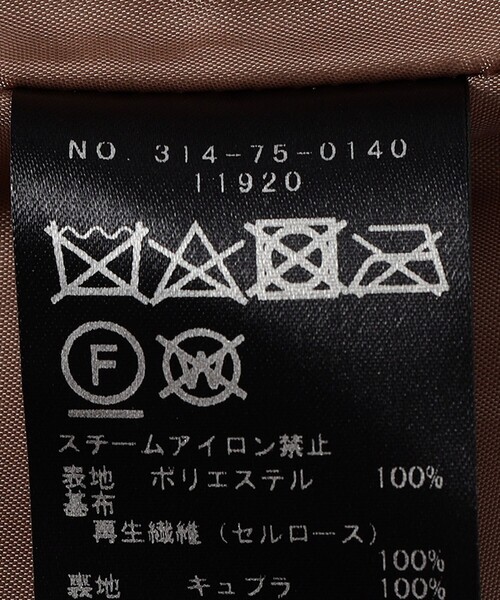 NO. 314-75-0140
11920
F W
スチームアイロン禁止
表地 ポリエステル 100%
基布
再生繊維（セルロース）
100%
裏地 キュプラ 100%